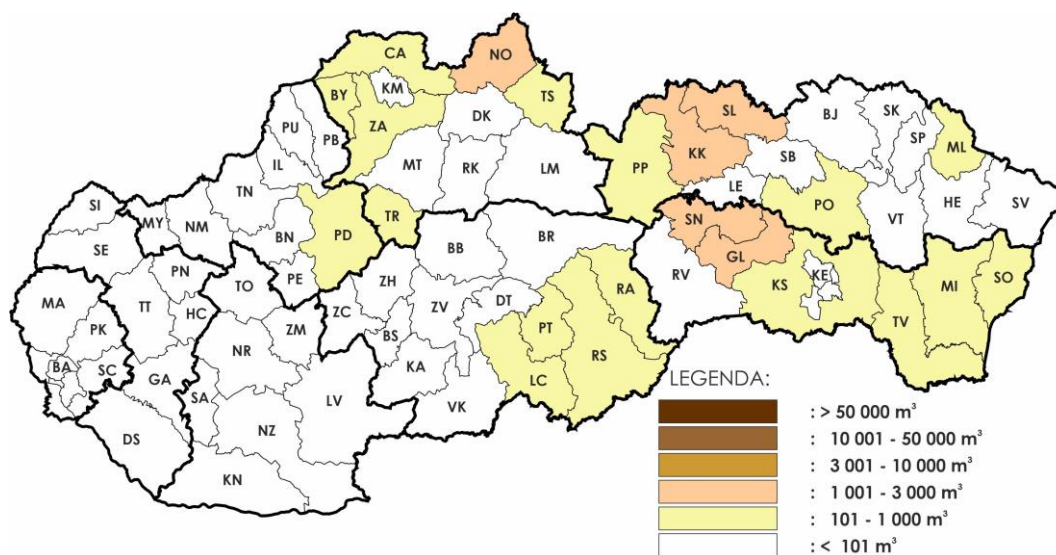 CA
NO
BY
KM
TS
ZA
DK
PU
PB
IL
MT
RK
LM
TN
SI
MY
NM
SE
BN
PD
TR
PE
SL
KK
BJ
SK
SP
ML
PP
SB
LE
PO
VT
HE
SV
SN
GL
RV
KS
KE
TV
MI
SO
BB
BR
ZH
ZC
ZV
DT
BS
KA
VK
PT
RA
LC
RS
MA
PK
BA
SC
TT
PN
HC
GA
DS
TO
NR
ZM
SA
NZ
LV
KN
LEGENDA:
: > 50 000 m³
: 10 001 - 50 000 m³
: 3 001 - 10 000 m³
: 1 001 - 3 000 m³
: 101 - 1 000 m³
: < 101 m³